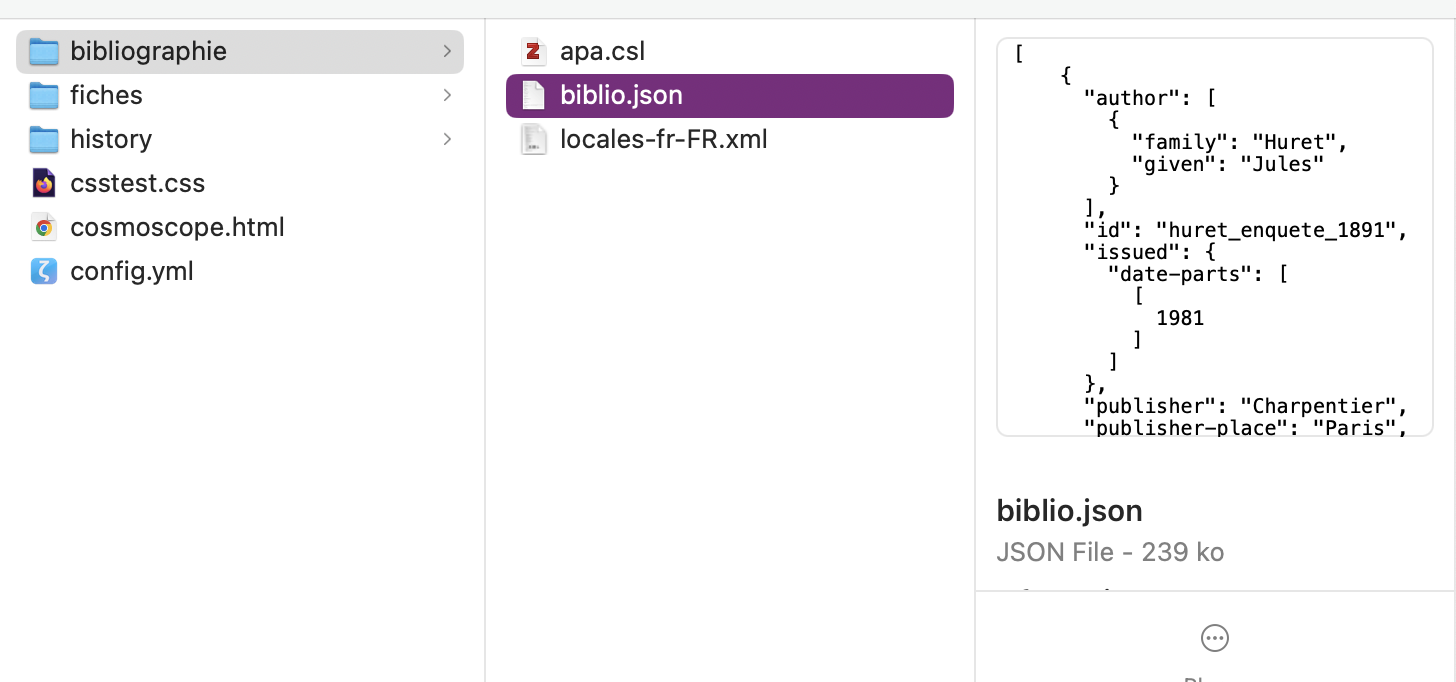 bibliographie
fiches
history
csstest.css
cosmoscope.html
config.yml
apa.csl
biblio.json
locales-fr-FR.xml
[
{
"author": [
{
"family": "Huret",
"given": "Jules"
}
],
"id": "huret_enquete_1891",
"issued": {
"date-parts": [
[
1981
]
]
},
"publisher": "Charpentier",
"publisher-place": "Paris",
biblio.json
JSON File - 239 ko